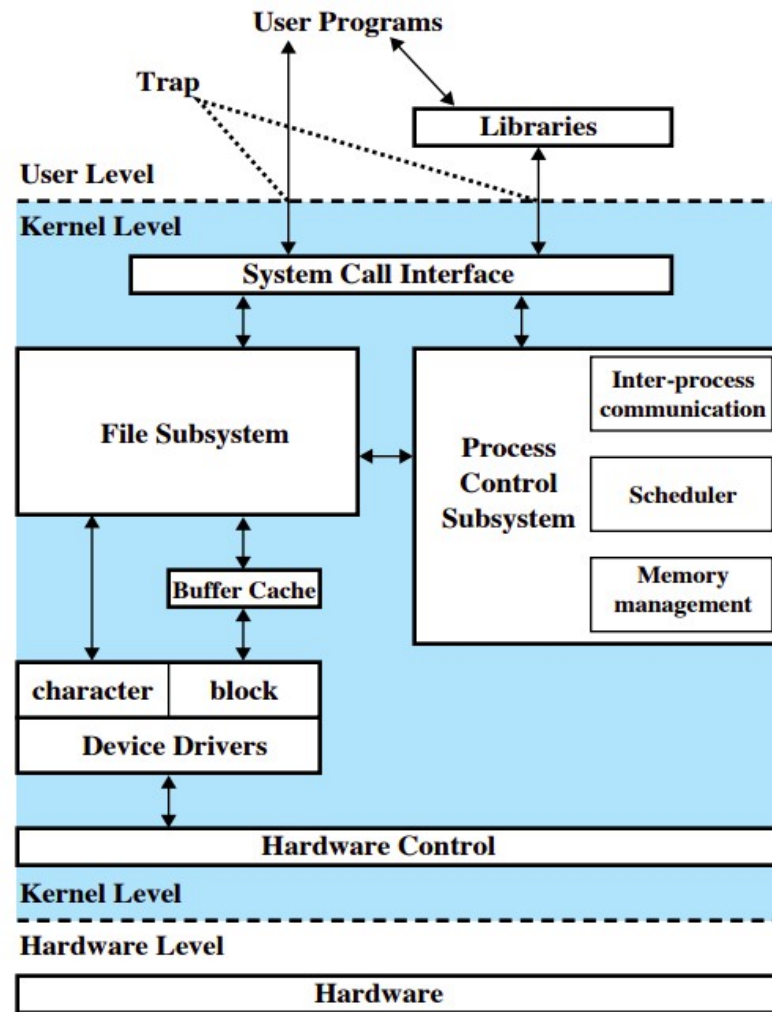 User Programs
Trap
Libraries
User Level
Kernel Level
System Call Interface
File Subsystem
Process
Control
Subsystem
Inter-process
communication
Scheduler
Memory
management
Buffer Cache
character
block
Device Drivers
Hardware Control
Kernel Level
Hardware Level
Hardware